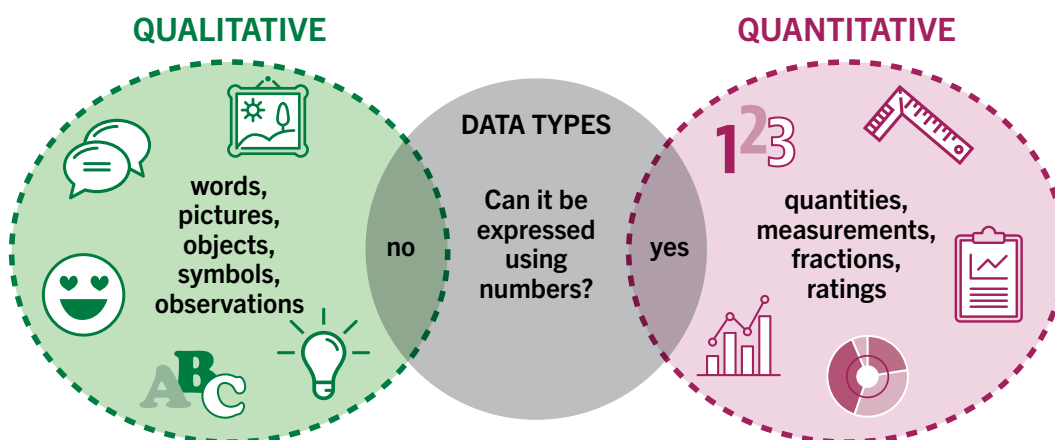 QUALITATIVE
QUANTITATIVE
words,
pictures,
objects,
symbols,
observations
ABC
no
DATA TYPES
Can it be
expressed
using
numbers?
yes
123
quantities,
measurements,
fractions,
ratings